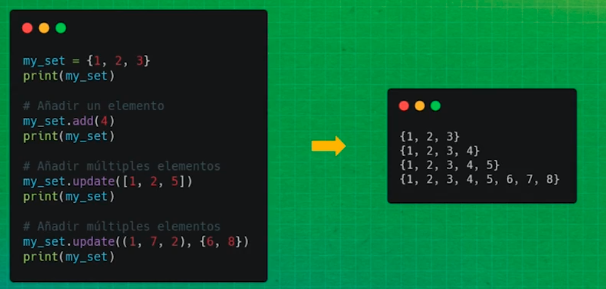 my_set = {1, 2, 3}
print(my_set)
# Añadir un elemento
my_set.add(4)
print(my_set)
# Añadir múltiples elementos
my_set.update([1, 2, 5])
print(my_set)
# Añadir múltiples elementos
my_set.update((1, 7, 2), {6, 8})
print(my_set)
{1, 2, 3}
{1, 2, 3, 4}
{1, 2, 3, 4, 5}
{1, 2, 3, 4, 5, 6, 7, 8}